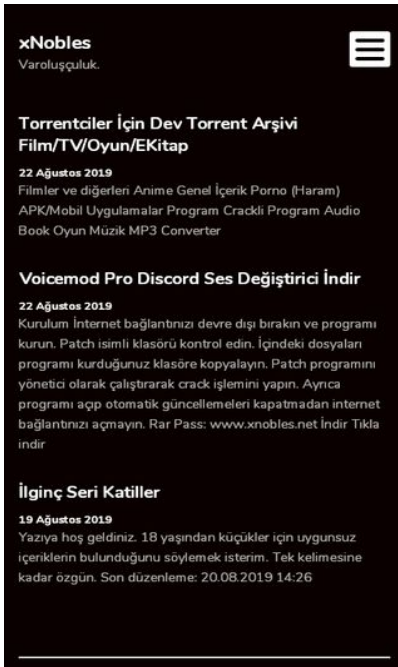 xNobles
Varoluşçuluk.
Torrentciler İçin Dev Torrent Arşivi
Film/TV/Oyun/EKitap
22 Ağustos 2019
Filmler ve diğerleri Anime Genel İçerik Porno (Haram)
APK/Mobil Uygulamalar Program Crackli Program Audio
Book Oyun Müzik MP3 Converter
Voicemod Pro Discord Ses Değiştirici İndir
22 Ağustos 2019
Kurulum İnternet bağlantınızı devre dışı bırakın ve programı
kurun. Patch isimli klasörü kontrol edin. İçindeki dosyaları
programı kurduğunuz klasöre kopyalayın. Patch programını
yönetici olarak çalıştırarak crack işlemini yapın. Ayrıca
programı açıp otomatik güncellemeleri kapatmadan internet
bağlantınızı açmayın. Rar Pass: www.xnobles.net İndir Tıkla
indir
İlginç Seri Katiller
19 Ağustos 2019
Yazıya hoş geldiniz. 18 yaşından küçükler için uygunsuz
içeriklerin bulunduğunu söylemek isterim. Tek kelimesine
kadar özgün. Son düzenleme: 20.08.2019 14:26